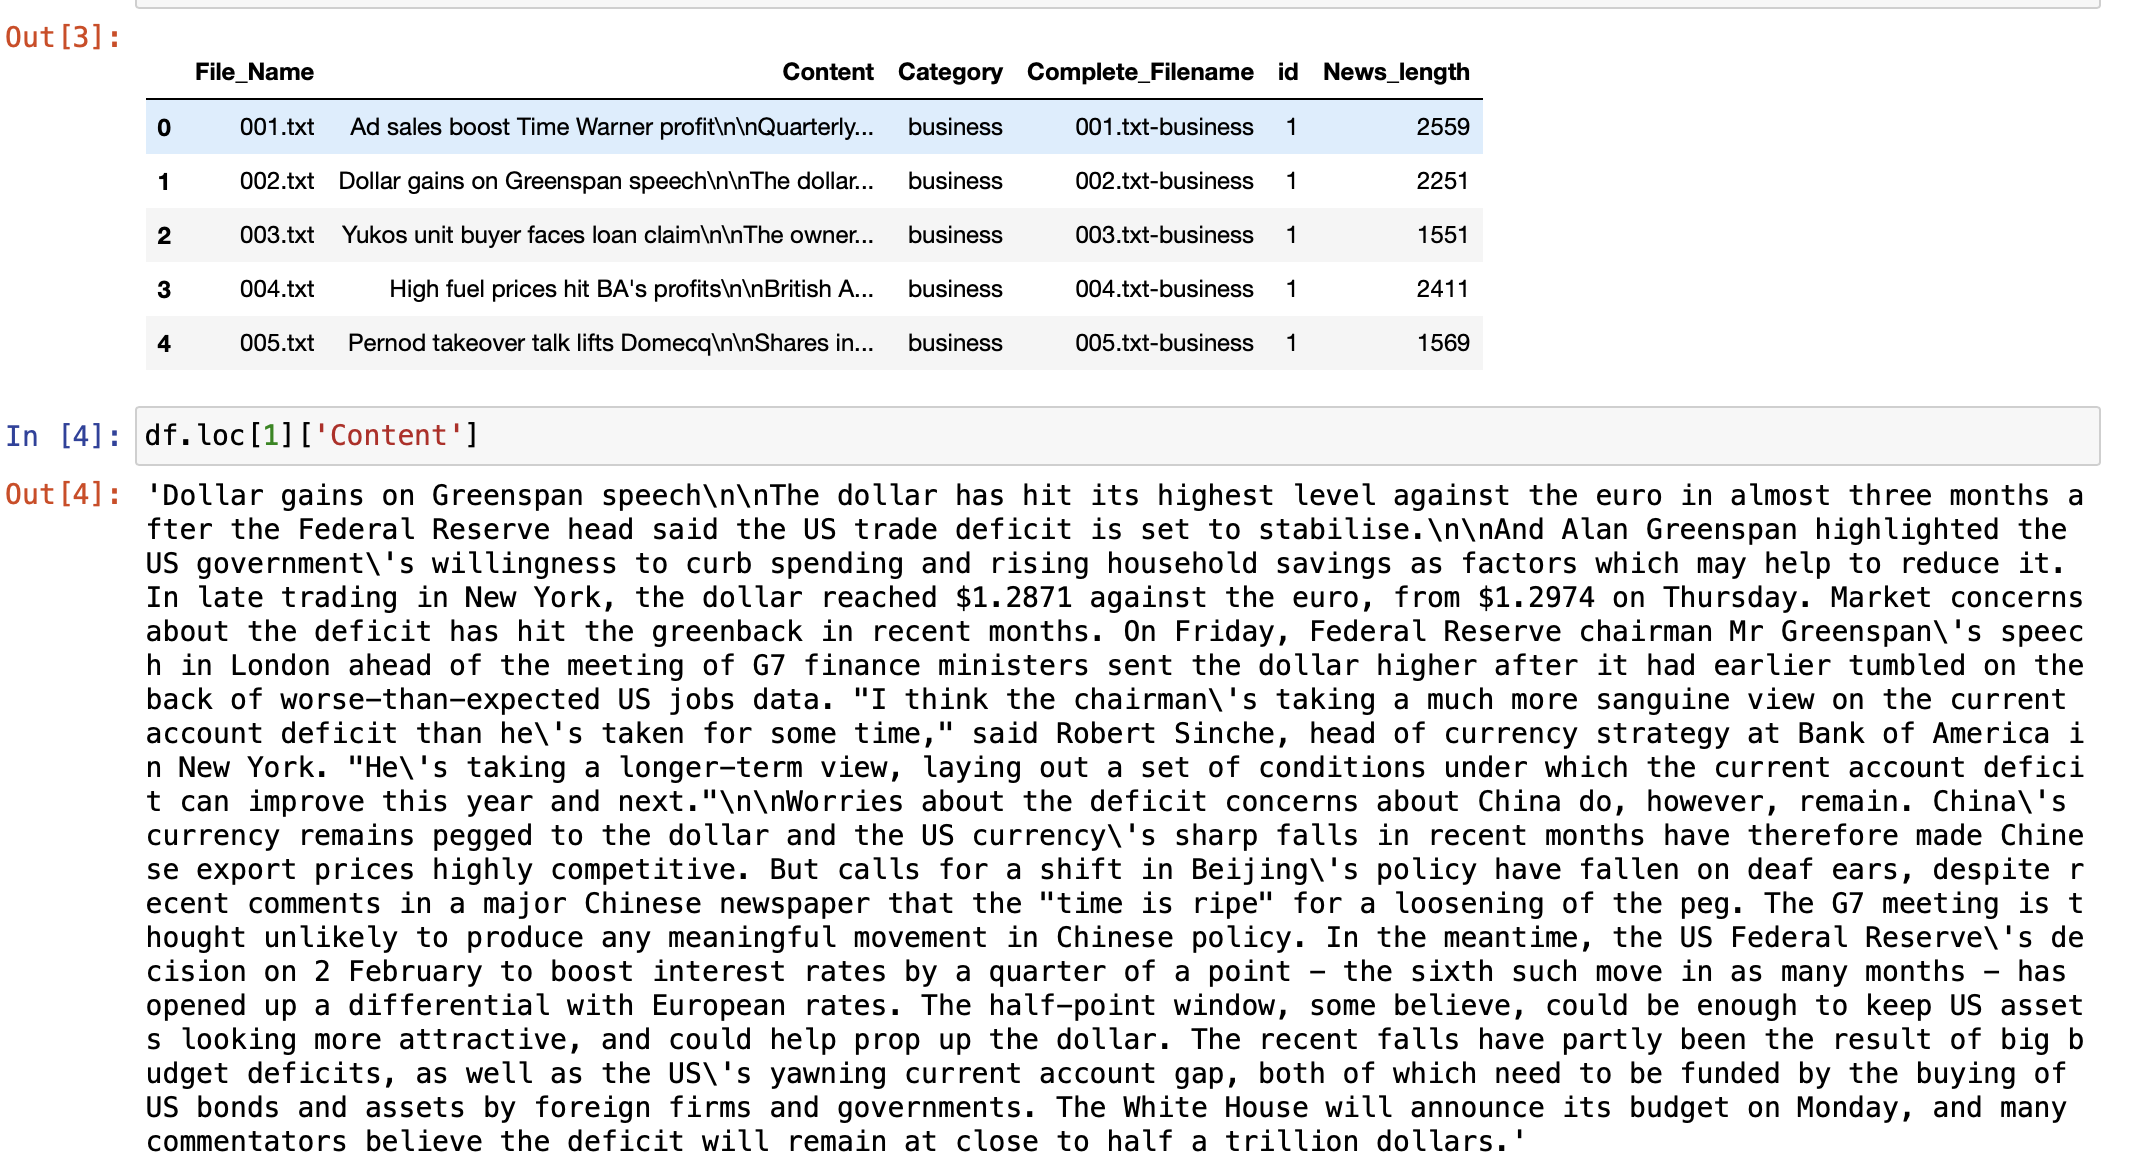 Out[3]:
File_Name Content Category Complete_Filename id News_length
0 001.txt Ad sales boost Time Warner profit\n\nQuarterly... business 001.txt-business 1 2559
1 002.txt Dollar gains on Greenspan speech\n\nThe dollar... business 002.txt-business 1 2251
2 003.txt Yukos unit buyer faces loan claim\n\nThe owner... business 003.txt-business 1 1551
3 004.txt High fuel prices hit BA's profits\n\nBritish A... business 004.txt-business 1 2411
4 005.txt Pernod takeover talk lifts Domecq\n\nShares in... business 005.txt-business 1 1569
In [4]: df.loc[1]['Content']
Out[4]: 'Dollar gains on Greenspan speech\n\nThe dollar has hit its highest level against the euro in almost three months a
fter the Federal Reserve head said the US trade deficit is set to stabilise.\n\nAnd Alan Greenspan highlighted the
US government\'s willingness to curb spending and rising household savings as factors which may help to reduce it.
In late trading in New York, the dollar reached $1.2871 against the euro, from $1.2974 on Thursday. Market concerns
about the deficit has hit the greenback in recent months. On Friday, Federal Reserve chairman Mr Greenspan\'s speec
h in London ahead of the meeting of G7 finance ministers sent the dollar higher after it had earlier tumbled on the
back of worse-than-expected US jobs data. "I think the chairman\'s taking a much more sanguine view on the current
account deficit than he\'s taken for some time," said Robert Sinche, head of currency strategy at Bank of America i
n New York. "He\'s taking a longer-term view, laying out a set of conditions under which the current account defici
t can improve this year and next."\n\nWorries about the deficit concerns about China do, however, remain. China\'s
currency remains pegged to the dollar and the US currency\'s sharp falls in recent months have therefore made Chine
se export prices highly competitive. But calls for a shift in Beijing\'s policy have fallen on deaf ears, despite r
ecent comments in a major Chinese newspaper that the "time is ripe" for a loosening of the peg. The G7 meeting is t
hought unlikely to produce any meaningful movement in Chinese policy. In the meantime, the US Federal Reserve\'s de
cision on 2 February to boost interest rates by a quarter of a point - the sixth such move in as many months - has
opened up a differential with European rates. The half-point window, some believe, could be enough to keep US asset
s looking more attractive, and could help prop up the dollar. The recent falls have partly been the result of big b
udget deficits, as well as the US\'s yawning current account gap, both of which need to be funded by the buying of
US bonds and assets by foreign firms and governments. The White House will announce its budget on Monday, and many
commentators believe the deficit will remain at close to half a trillion dollars.'